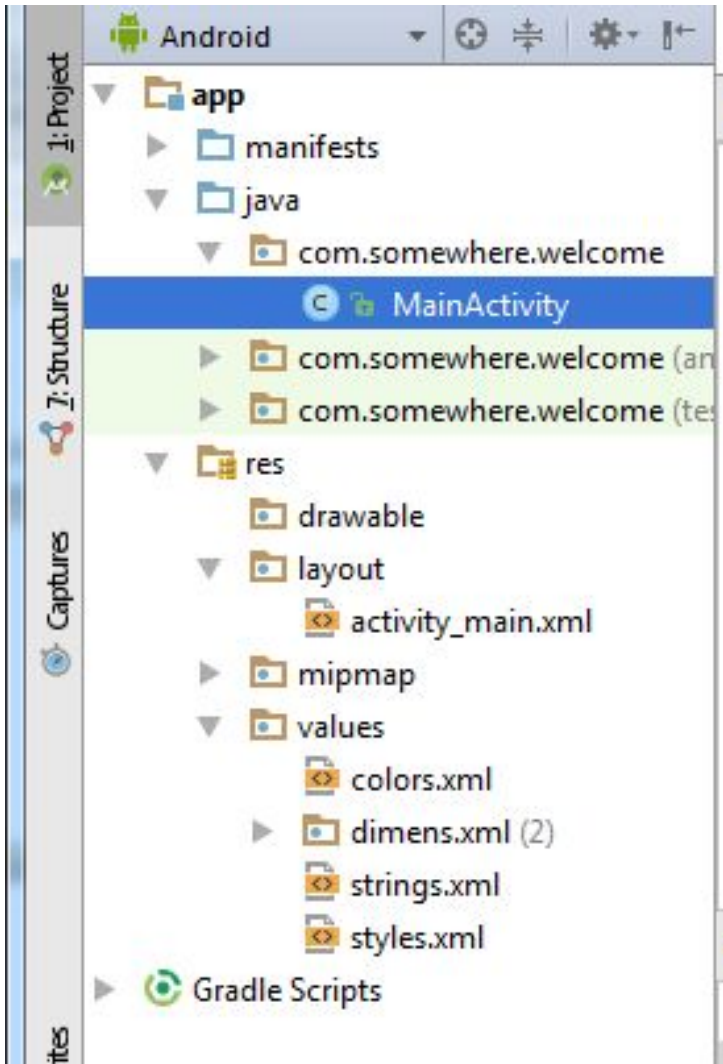 Android
1: Project
7: Structure
Captures
app
manifests
java
com.somewhere.welcome
MainActivity
com.somewhere.welcome (an
com.somewhere.welcome (tes
res
drawable
layout
activity_main.xml
mipmap
values
colors.xml
dimens.xml (2)
strings.xml
styles.xml
Gradle Scripts
ites